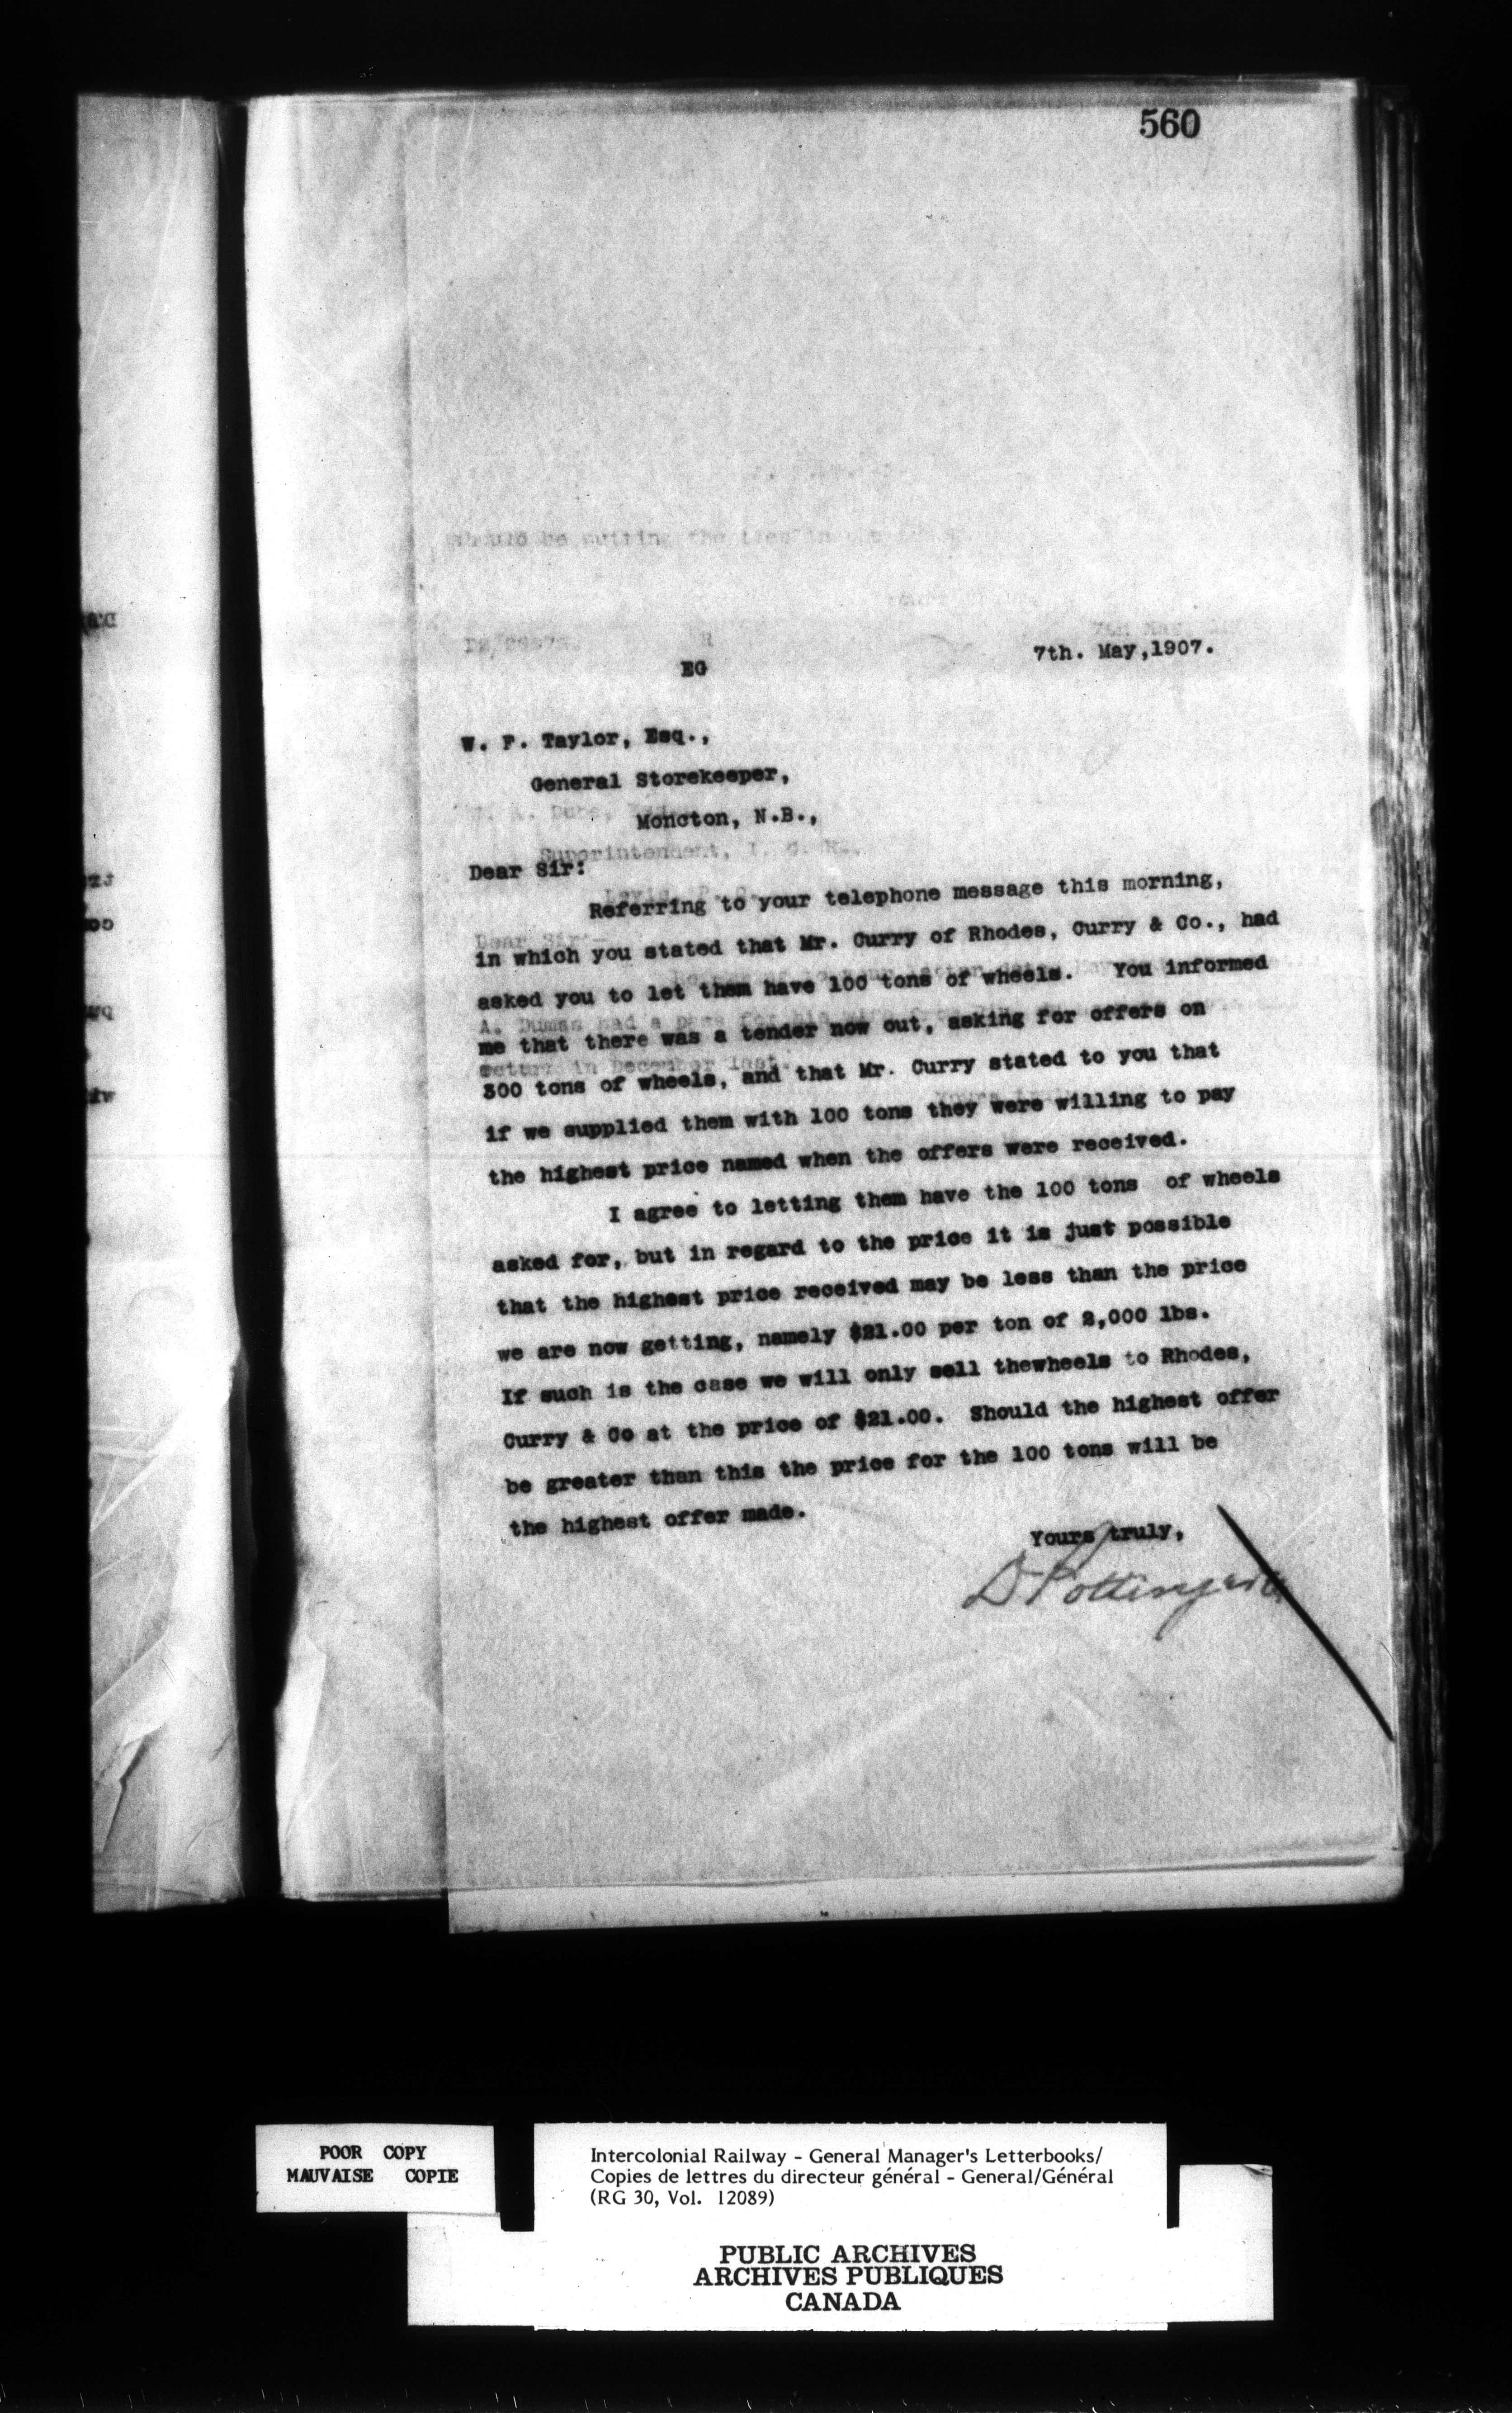 560
7th. May,1907.
EG
W. F. Taylor, Esq.,
General Storekeeper,
Moncton, N.B.,
Dear Sir:
Referring to your telephone message this morning,
in which you stated that Mr. Curry of Rhodes, Curry & Co., had
asked you to let them have 100 tons of wheels. You informed
me that there was a tender now out, asking for offers on
300 tons of wheels, and that Mr. Curry stated to you that
if we supplied them with 100 tons they were willing to pay
the highest price named when the offers were received.
I agree to letting them have the 100 tons of wheels
asked for, but in regard to the price it is just possible
that the highest price received may be less than the price
we are now getting, namely $21.00 per ton of 2,000 lbs.
If such is the case we will only sell thewheels to Rhodes,
Curry & Co at the price of $21.00. Should the highest offer
be greater than this the price for the 100 tons will be
the highest offer made.
Yours truly,
D Pottinger
POOR COPY
MAUVAISE COPIE
Intercolonial Railway - General Manager's Letterbooks/
Copies de lettres du directeur général - General/Général
(RG 30, Vol. 12089)
PUBLIC ARCHIVES
ARCHIVES PUBLIQUES
CANADA